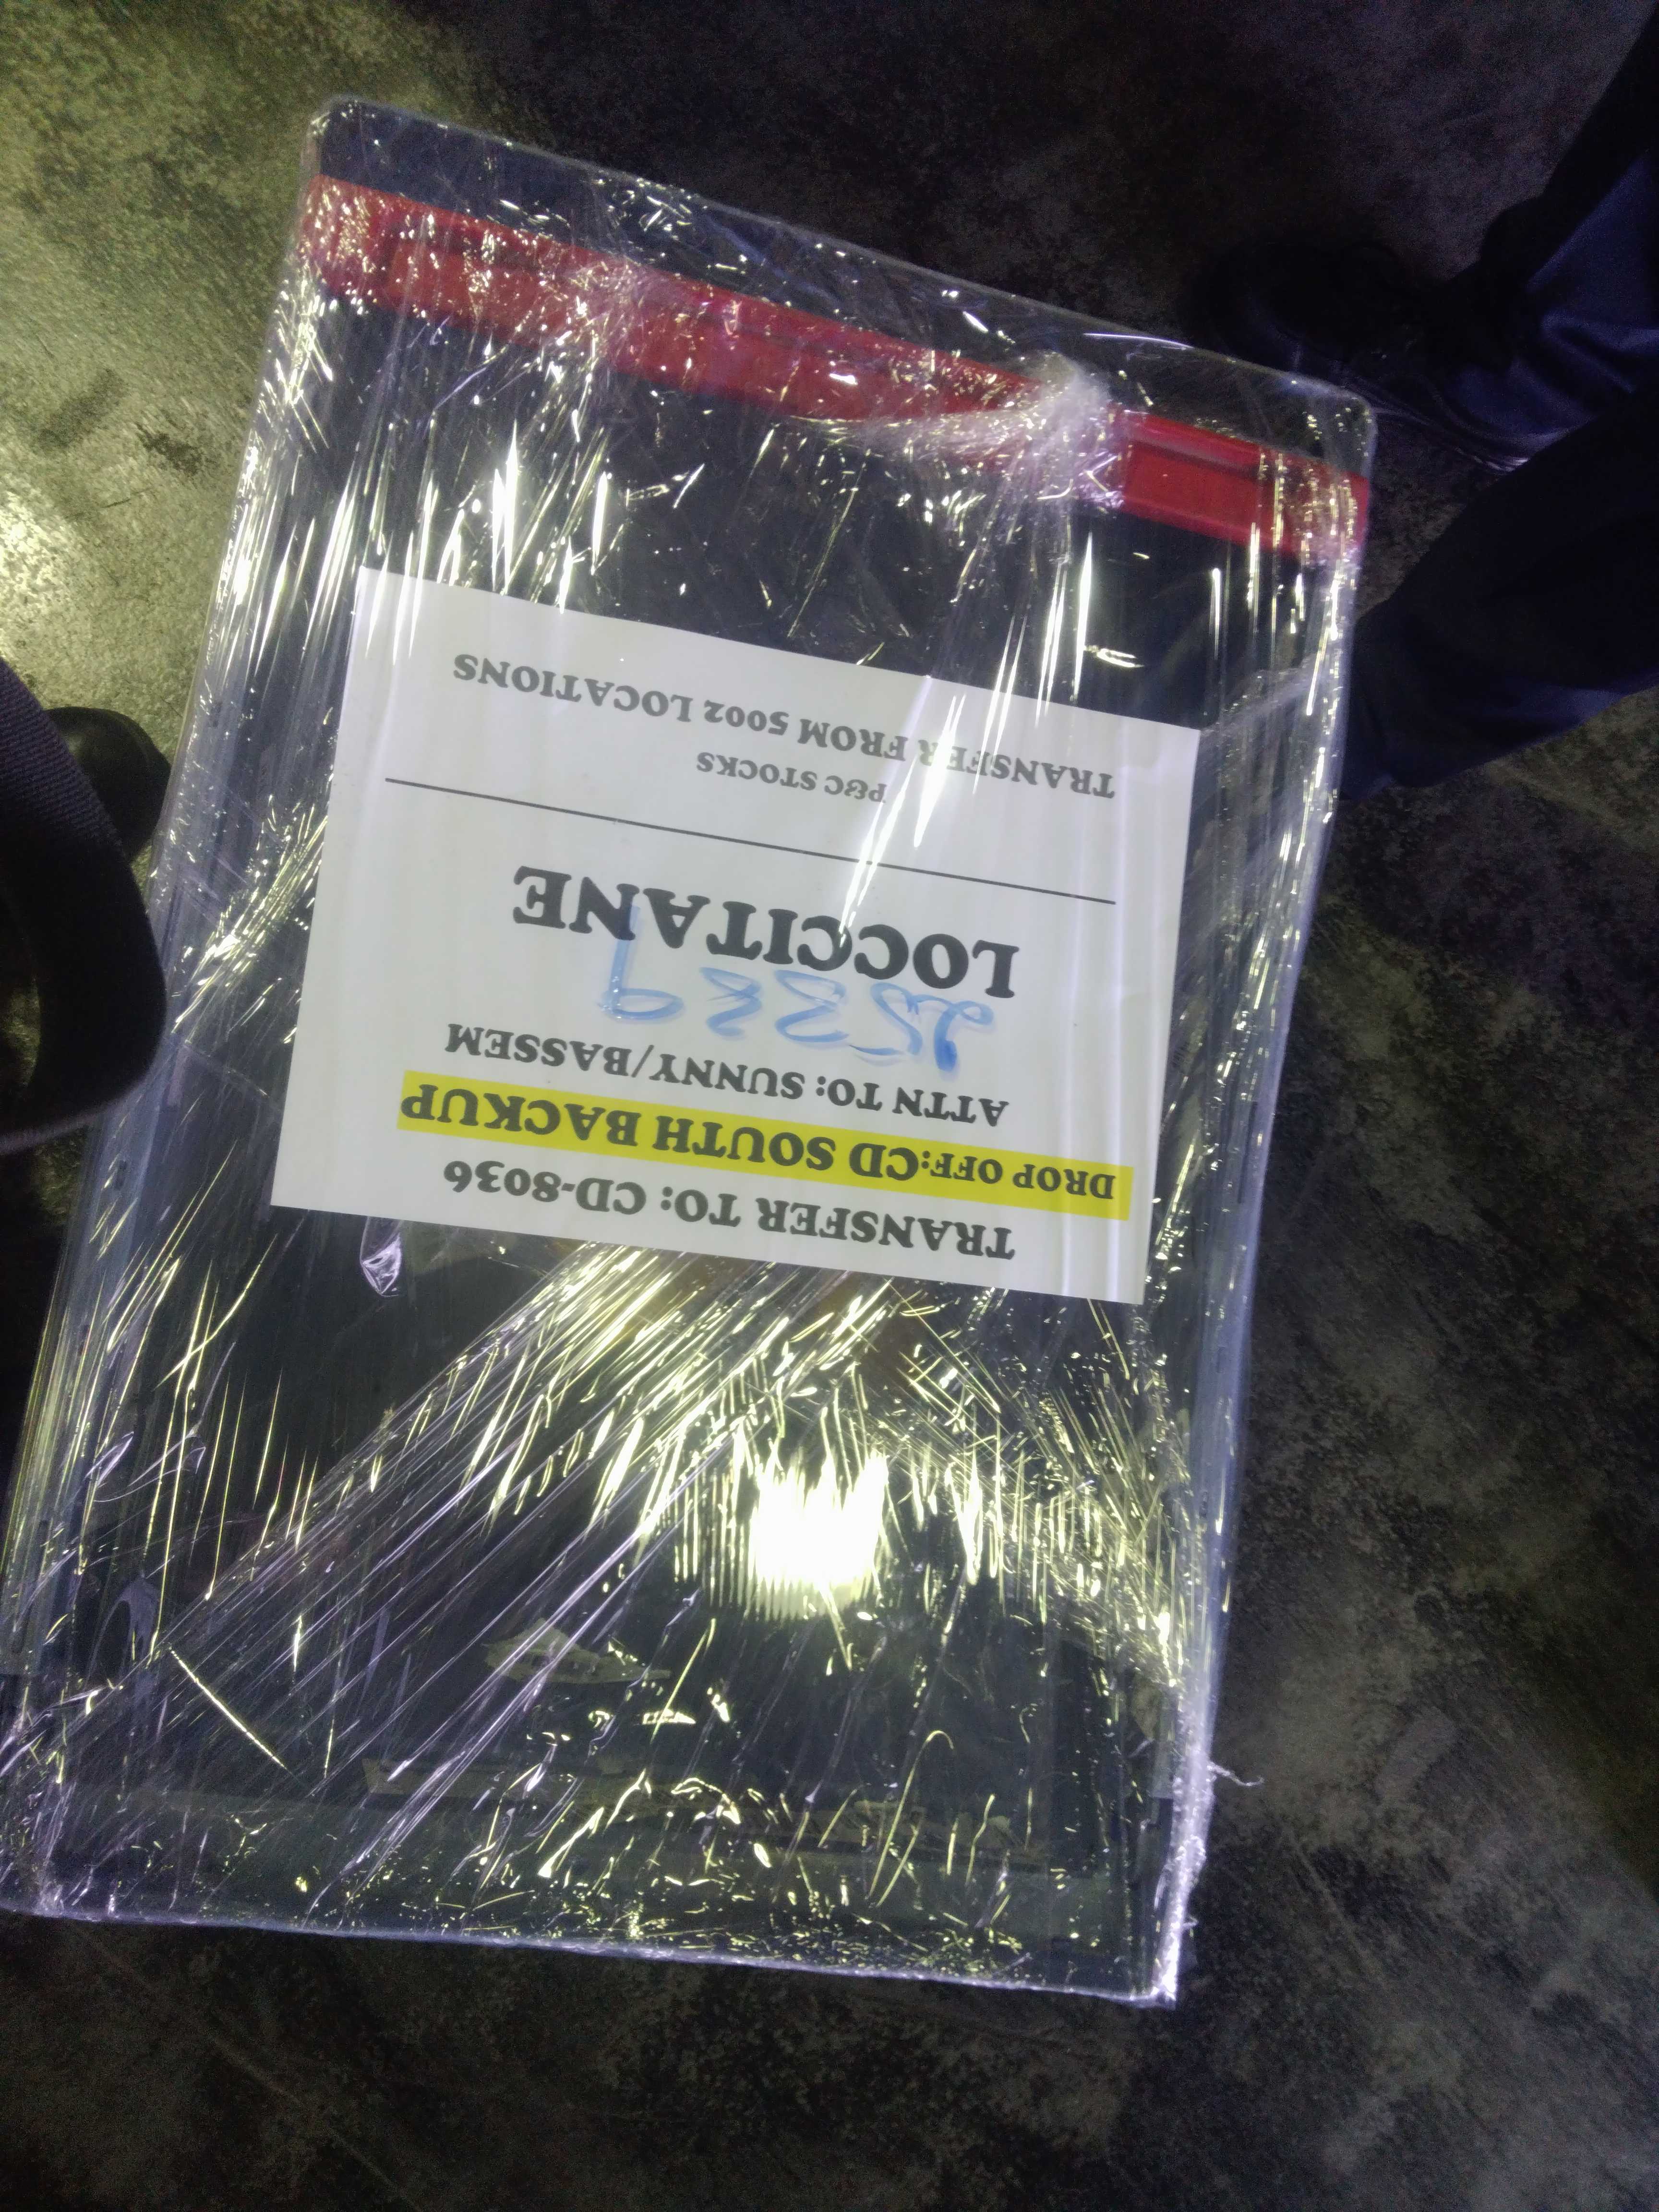 TRANSFER TO: CD-8036
DROP OFF:CD SOUTH BACKUP
ATTN TO: SUNNY/BASSEM
LOCCITANE
P&C STOCKS
TRANSFER FROM 5002 LOCATIONS